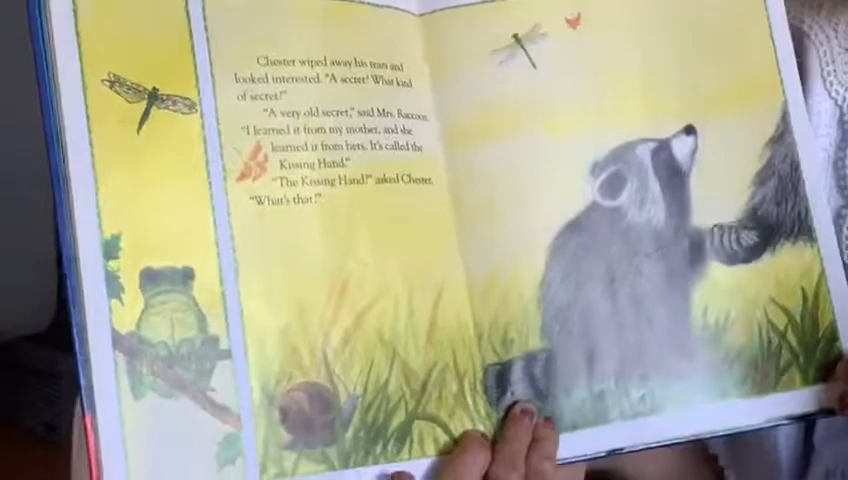 Chester wiped away his tears and
looked interested. "A secret? What kind
of secret?"
"A very old secret," said Mrs. Raccoon.
"I learned it from my mother, and she
learned it from hers. It's called the
Kissing Hand."
"The Kissing Hand?" asked Chester.
"What's that?"